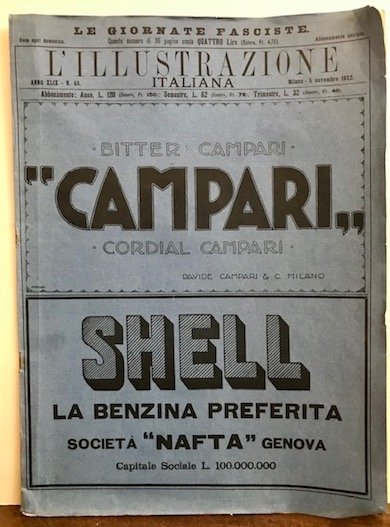 LE GIORNATE FASCISTE.
Esce ogni domenica. Questo numero di 36 pagine costa QUATTRO Lire (Estero, Fr. 4,75). Abbonamento postale.
L'ILLUSTRAZIONE
ANNO XLIX - N. 45. ITALIANA Milano - 5 novembre 1922.
Abbonamento: Anno, L. 120 (Estero, Fr. 150); Semestre, L. 62 (Estero, Fr. 78); Trimestre, L. 32 (Estero, Fr. 40).
·BITTER CAMPARI·
"CAMPARI„
·CORDIAL CAMPARI·
DAVIDE CAMPARI & C. MILANO
SHELL
LA BENZINA PREFERITA
SOCIETÀ "NAFTA" GENOVA
Capitale Sociale L. 100.000.000